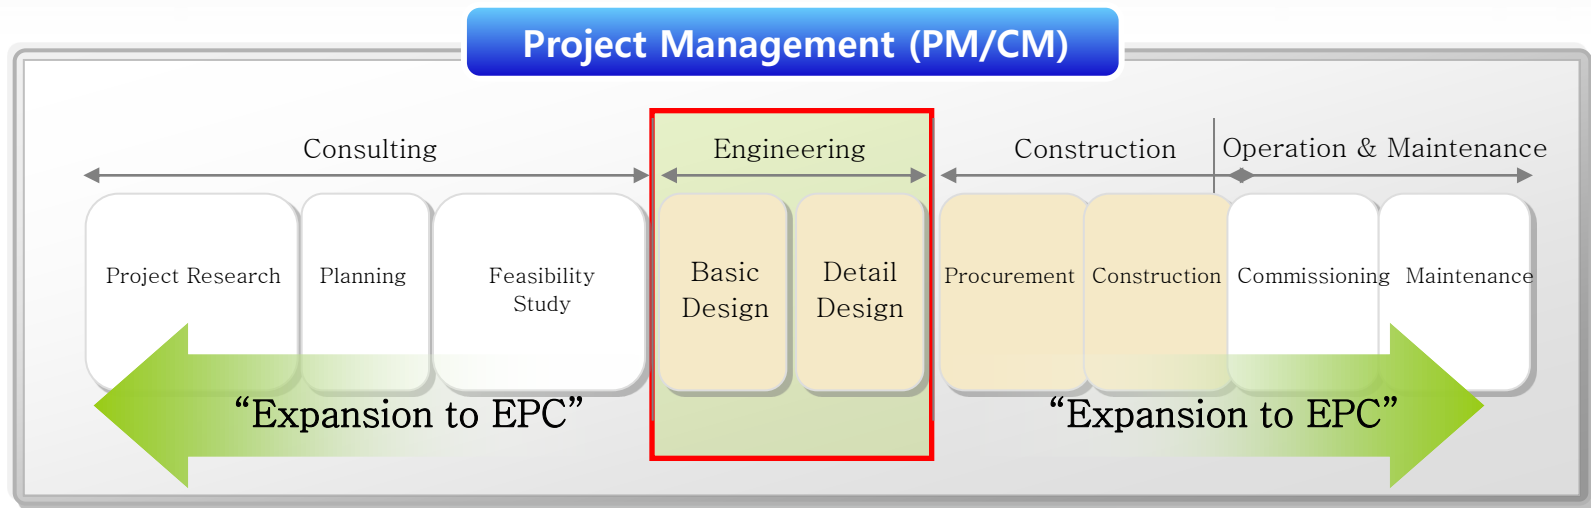 Project Management (PM/CM)
Consulting
Engineering
Construction
Operation & Maintenance
Project Research
Planning
Feasibility
Study
Basic
Design
Detail
Design
Procurement
Construction
Commissioning
Maintenance
“Expansion to EPC”
“Expansion to EPC”